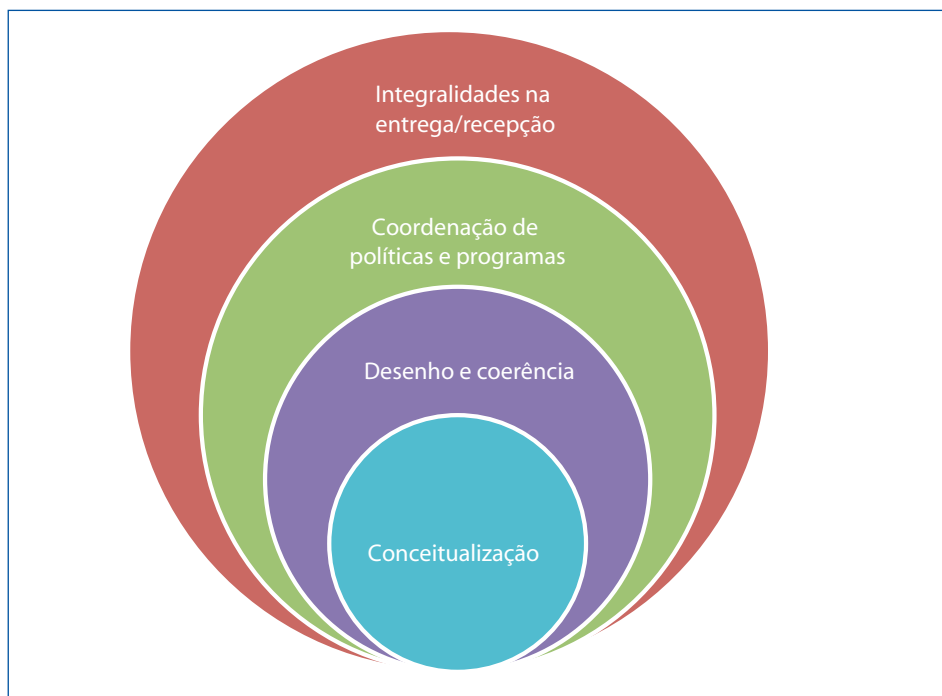 Integralidades na
entrega/recepção
Coordenação de
políticas e programas
Desenho e coerência
Conceitualização